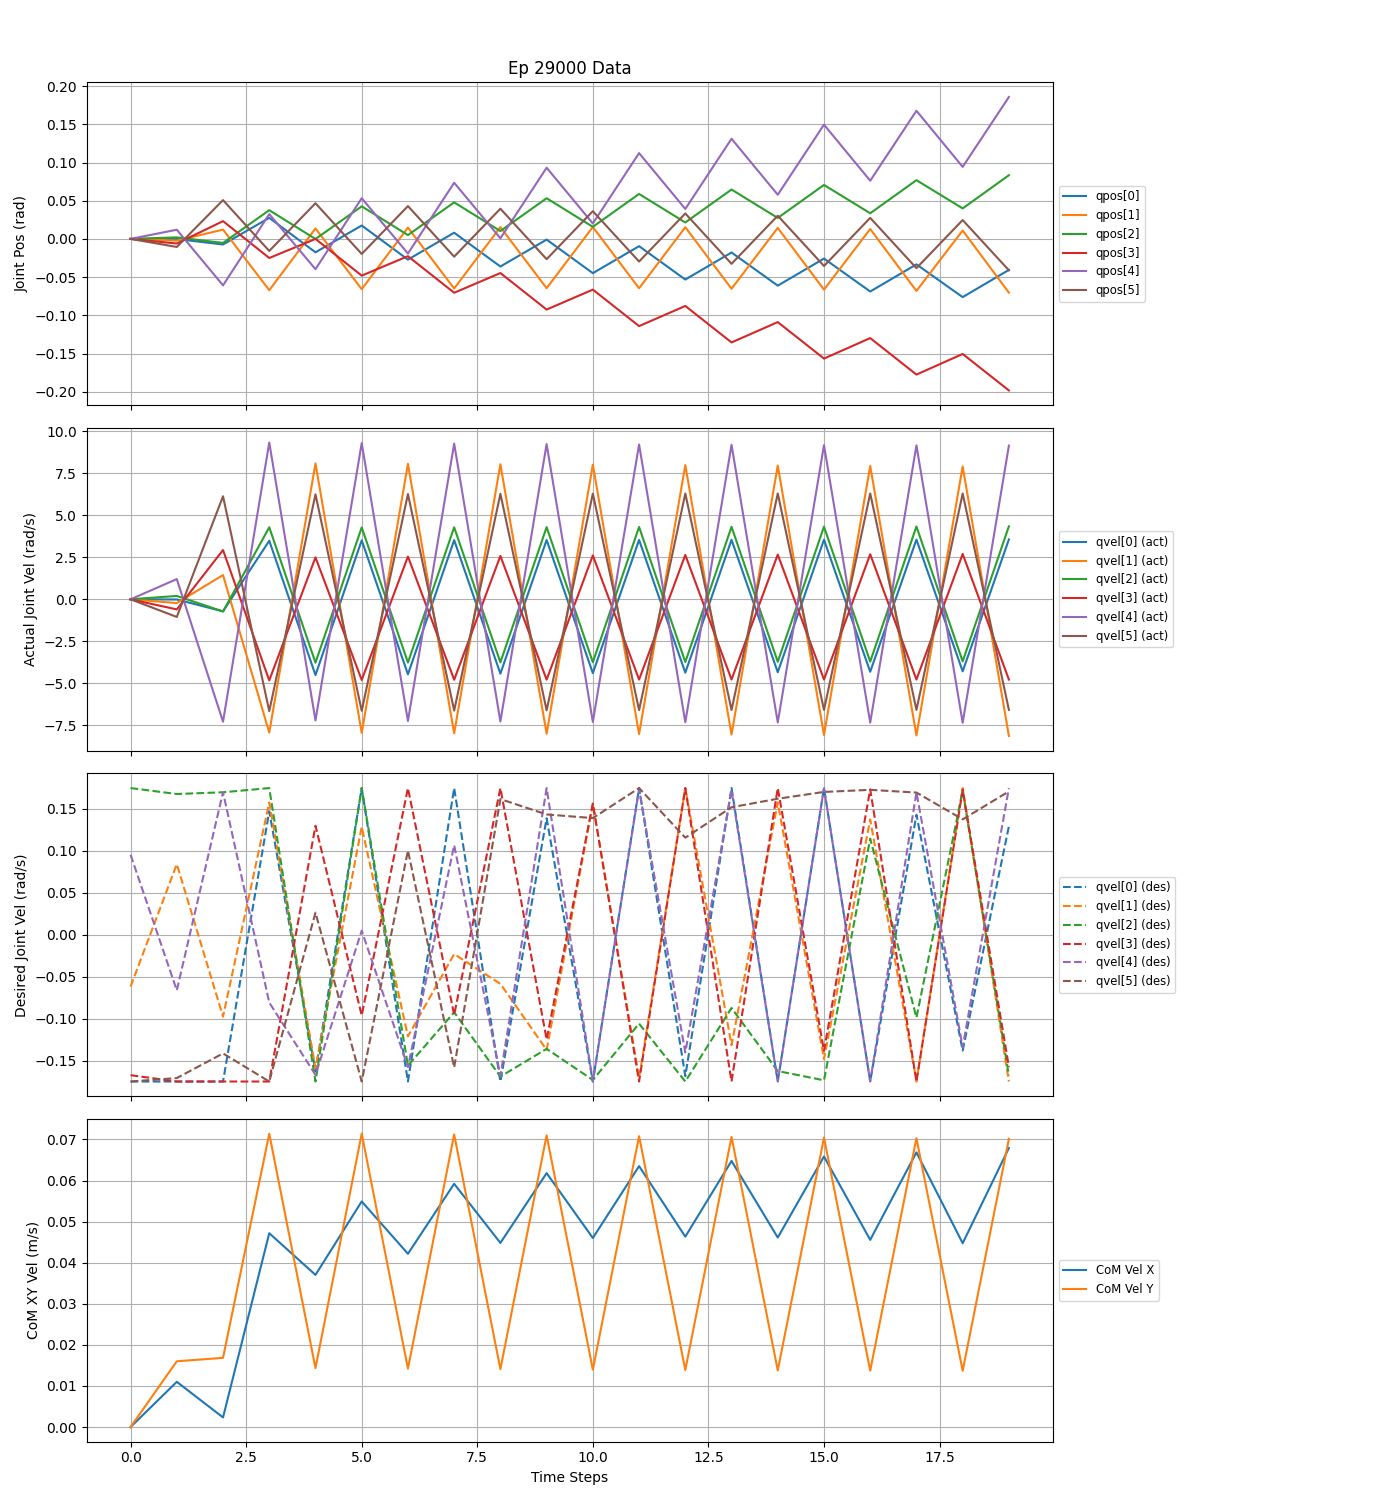 Ep 29000 Data
Joint Pos (rad)
0.20
0.15
0.10
0.05
0.00
−0.05
−0.10
−0.15
−0.20
qpos[0]
qpos[1]
qpos[2]
qpos[3]
qpos[4]
qpos[5]
Actual Joint Vel (rad/s)
10.0
7.5
5.0
2.5
0.0
−2.5
−5.0
−7.5
qvel[0] (act)
qvel[1] (act)
qvel[2] (act)
qvel[3] (act)
qvel[4] (act)
qvel[5] (act)
Desired Joint Vel (rad/s)
0.15
0.10
0.05
0.00
−0.05
−0.10
−0.15
qvel[0] (des)
qvel[1] (des)
qvel[2] (des)
qvel[3] (des)
qvel[4] (des)
qvel[5] (des)
CoM XY Vel (m/s)
0.07
0.06
0.05
0.04
0.03
0.02
0.01
0.00
CoM Vel X
CoM Vel Y
0.0 2.5 5.0 7.5 10.0 12.5 15.0 17.5
Time Steps